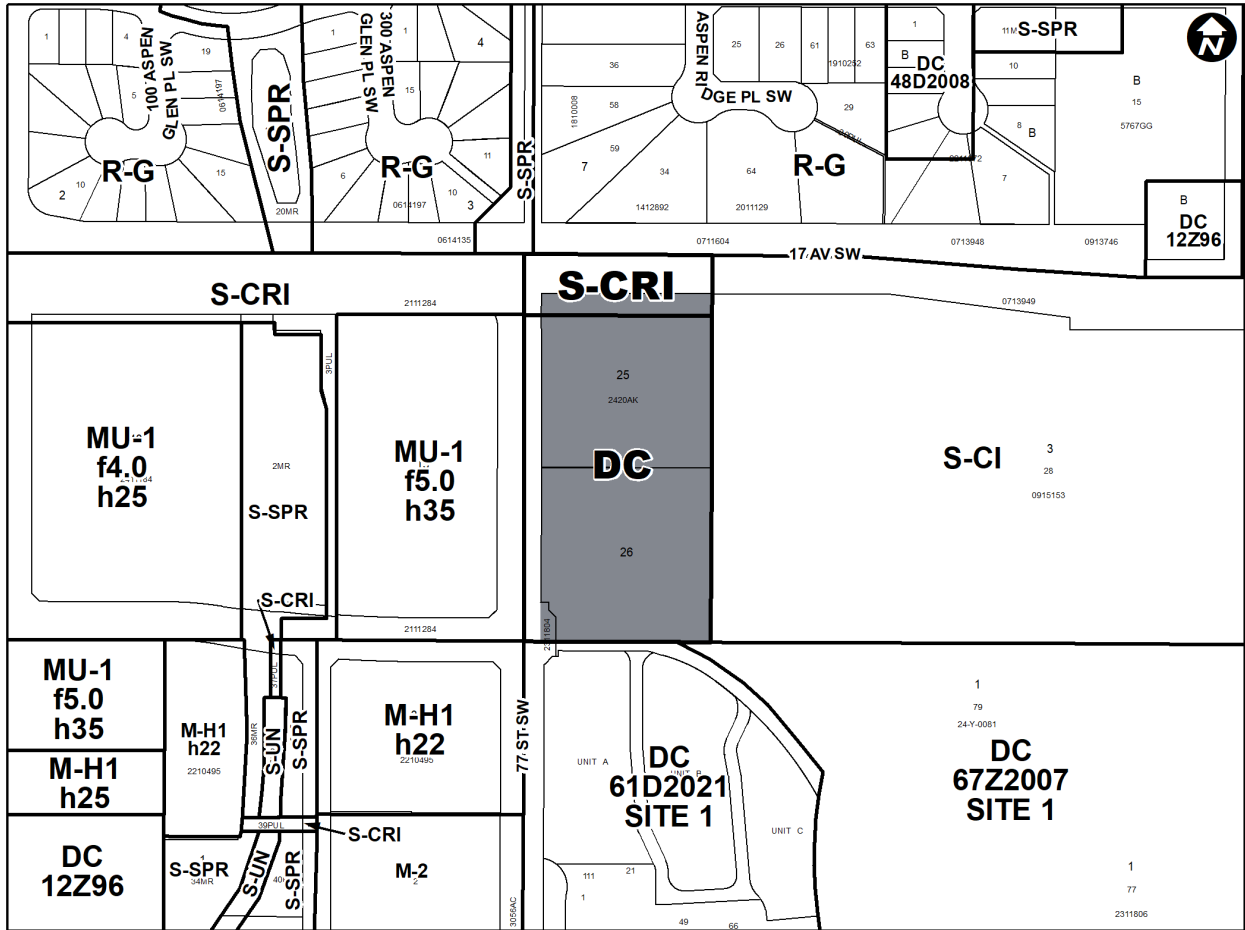 1
4
19
5
100 ASPEN
GLEN PL SW
0614197
R-G
2
10
15
S-SPR
20MR
1
1
4
300 ASPEN
GLEN PL SW
15
R-G
11
6
10
3
0614197
0614135
S-SPR
36
1810008
58
59
7
34
1412892
ASPEN RI
DGE PL SW
25
26
61
63
1910252
29
64
2011129
R-G
0711604
17 AV SW
1
B
DC
48D2008
11M
S-SPR
10
8
B
7
B
15
5767GG
B
DC
12Z96
0713948
0913746
N
S-CRI
2111284
S-CRI
0713949
MU-1
f4.0
h25
2MR
S-SPR
3PUL
MU-1
f5.0
h35
25
2420AK
DC
26
S-CI
3
28
0915153
S-CRI
2111284
MU-1
f5.0
h35
M-H1
h25
DC
12Z96
M-H1
h22
2210495
36MR
37PUL
S-UN
S-SPR
39PUL
S-CRI
S-SPR
34MR
S-UN
S-SPR
M-H1
h22
2210495
M-2
2
77 ST SW
3056AC
UNIT A
DC
61D2021
SITE 1
UNIT C
111
21
1
49
66
1
79
24-Y-0081
DC
67Z2007
SITE 1
1
77
2311806